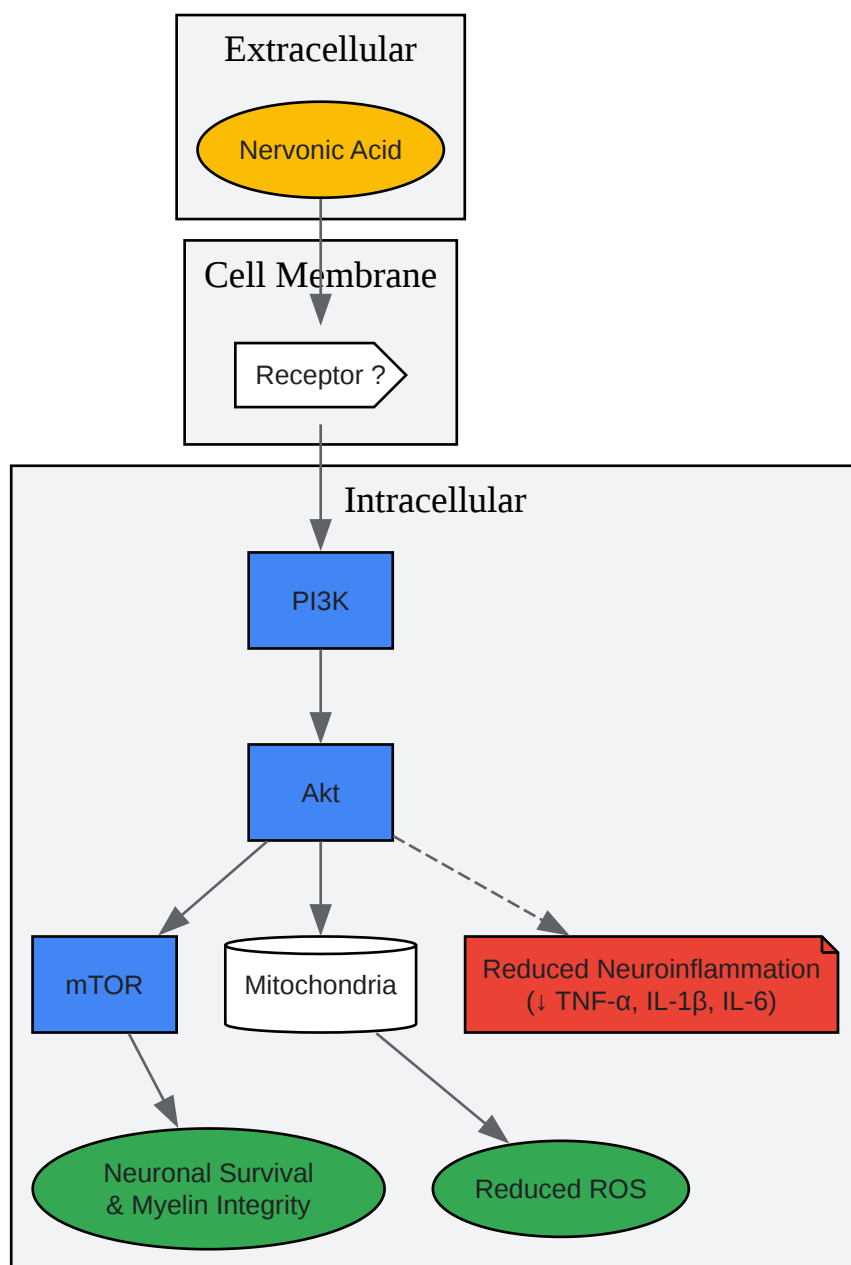 Extracellular
Nervonic Acid
Cell Membrane
Receptor ?
Intracellular
PI3K
Akt
mTOR
Mitochondria
Reduced Neuroinflammation
(↓ TNF-α, IL-1β, IL-6)
Neuronal Survival
& Myelin Integrity
Reduced ROS